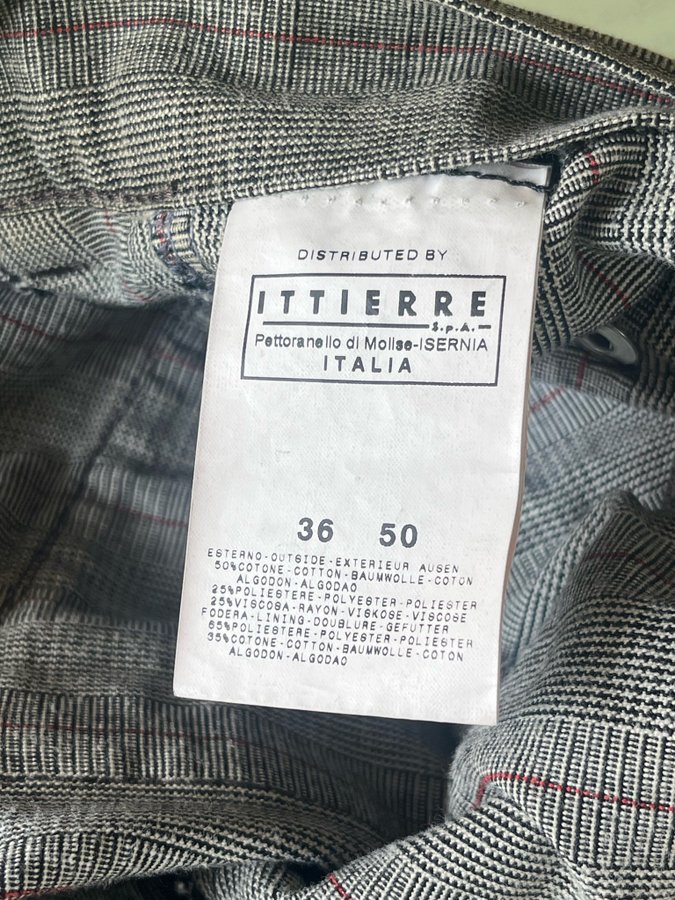 DISTRIBUTED BY
ITTIERRE
S.p.A.
Pettoranello di Molise-ISERNIA
ITALIA
36 50
ESTERNO-OUTSIDE-EXTERIEUR AUSEN
50%COTONE-COTTON-BAUMWOLLE-COTON
ALGODON-ALGODAO
25%POLIESTERE-POLYESTER-POLIESTER
25%VISCOSA-RAYON-VISKOSE-VISCOSE
FODERA-LINING-DOUBLURE-GEFUTTER
65%POLIESTERE-POLYESTER-POLIESTER
35%COTONE-COTTON-BAUMWOLLE-COTON
ALGODON-ALGODAO